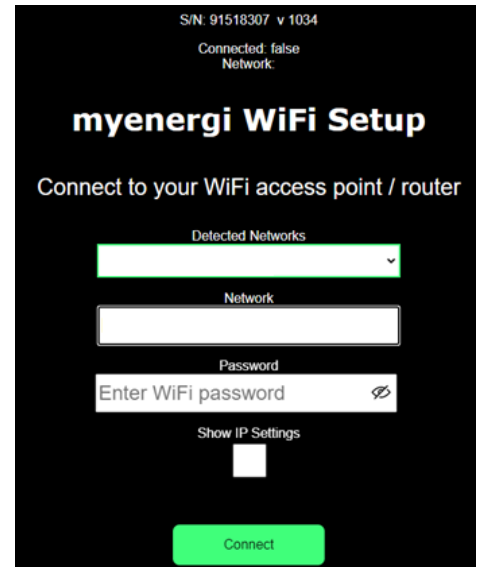 S/N: 91518307 v 1034
Connected: false
Network:
myenergi WiFi Setup
Connect to your WiFi access point / router
Detected Networks
Network
Password
Enter WiFi password
Show IP Settings
Connect